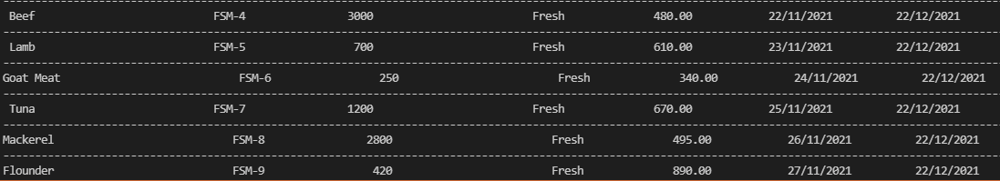 Beef FSM-4 3000 Fresh 480.00 22/11/2021 22/12/2021
Lamb FSM-5 700 Fresh 610.00 23/11/2021 22/12/2021
Goat Meat FSM-6 250 Fresh 340.00 24/11/2021 22/12/2021
Tuna FSM-7 1200 Fresh 670.00 25/11/2021 22/12/2021
Mackerel FSM-8 2800 Fresh 495.00 26/11/2021 22/12/2021
Flounder FSM-9 420 Fresh 890.00 27/11/2021 22/12/2021